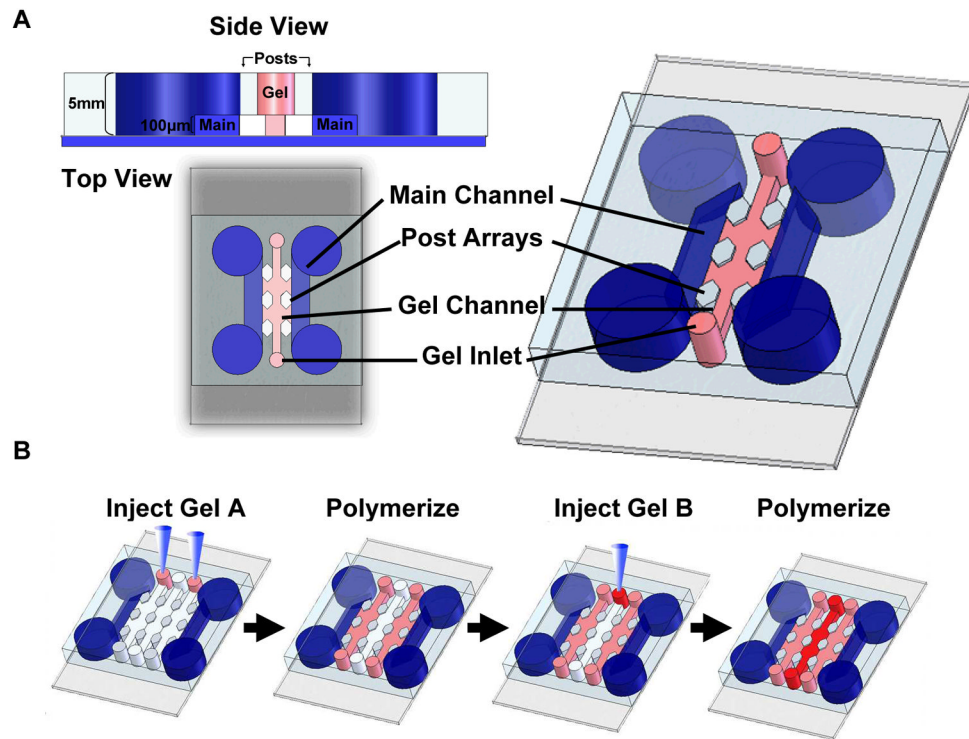 A
Side View
Posts
Gel
5mm
100µm
Main
Main
Top View
Main Channel
Post Arrays
Gel Channel
Gel Inlet
B
Inject Gel A
Polymerize
Inject Gel B
Polymerize